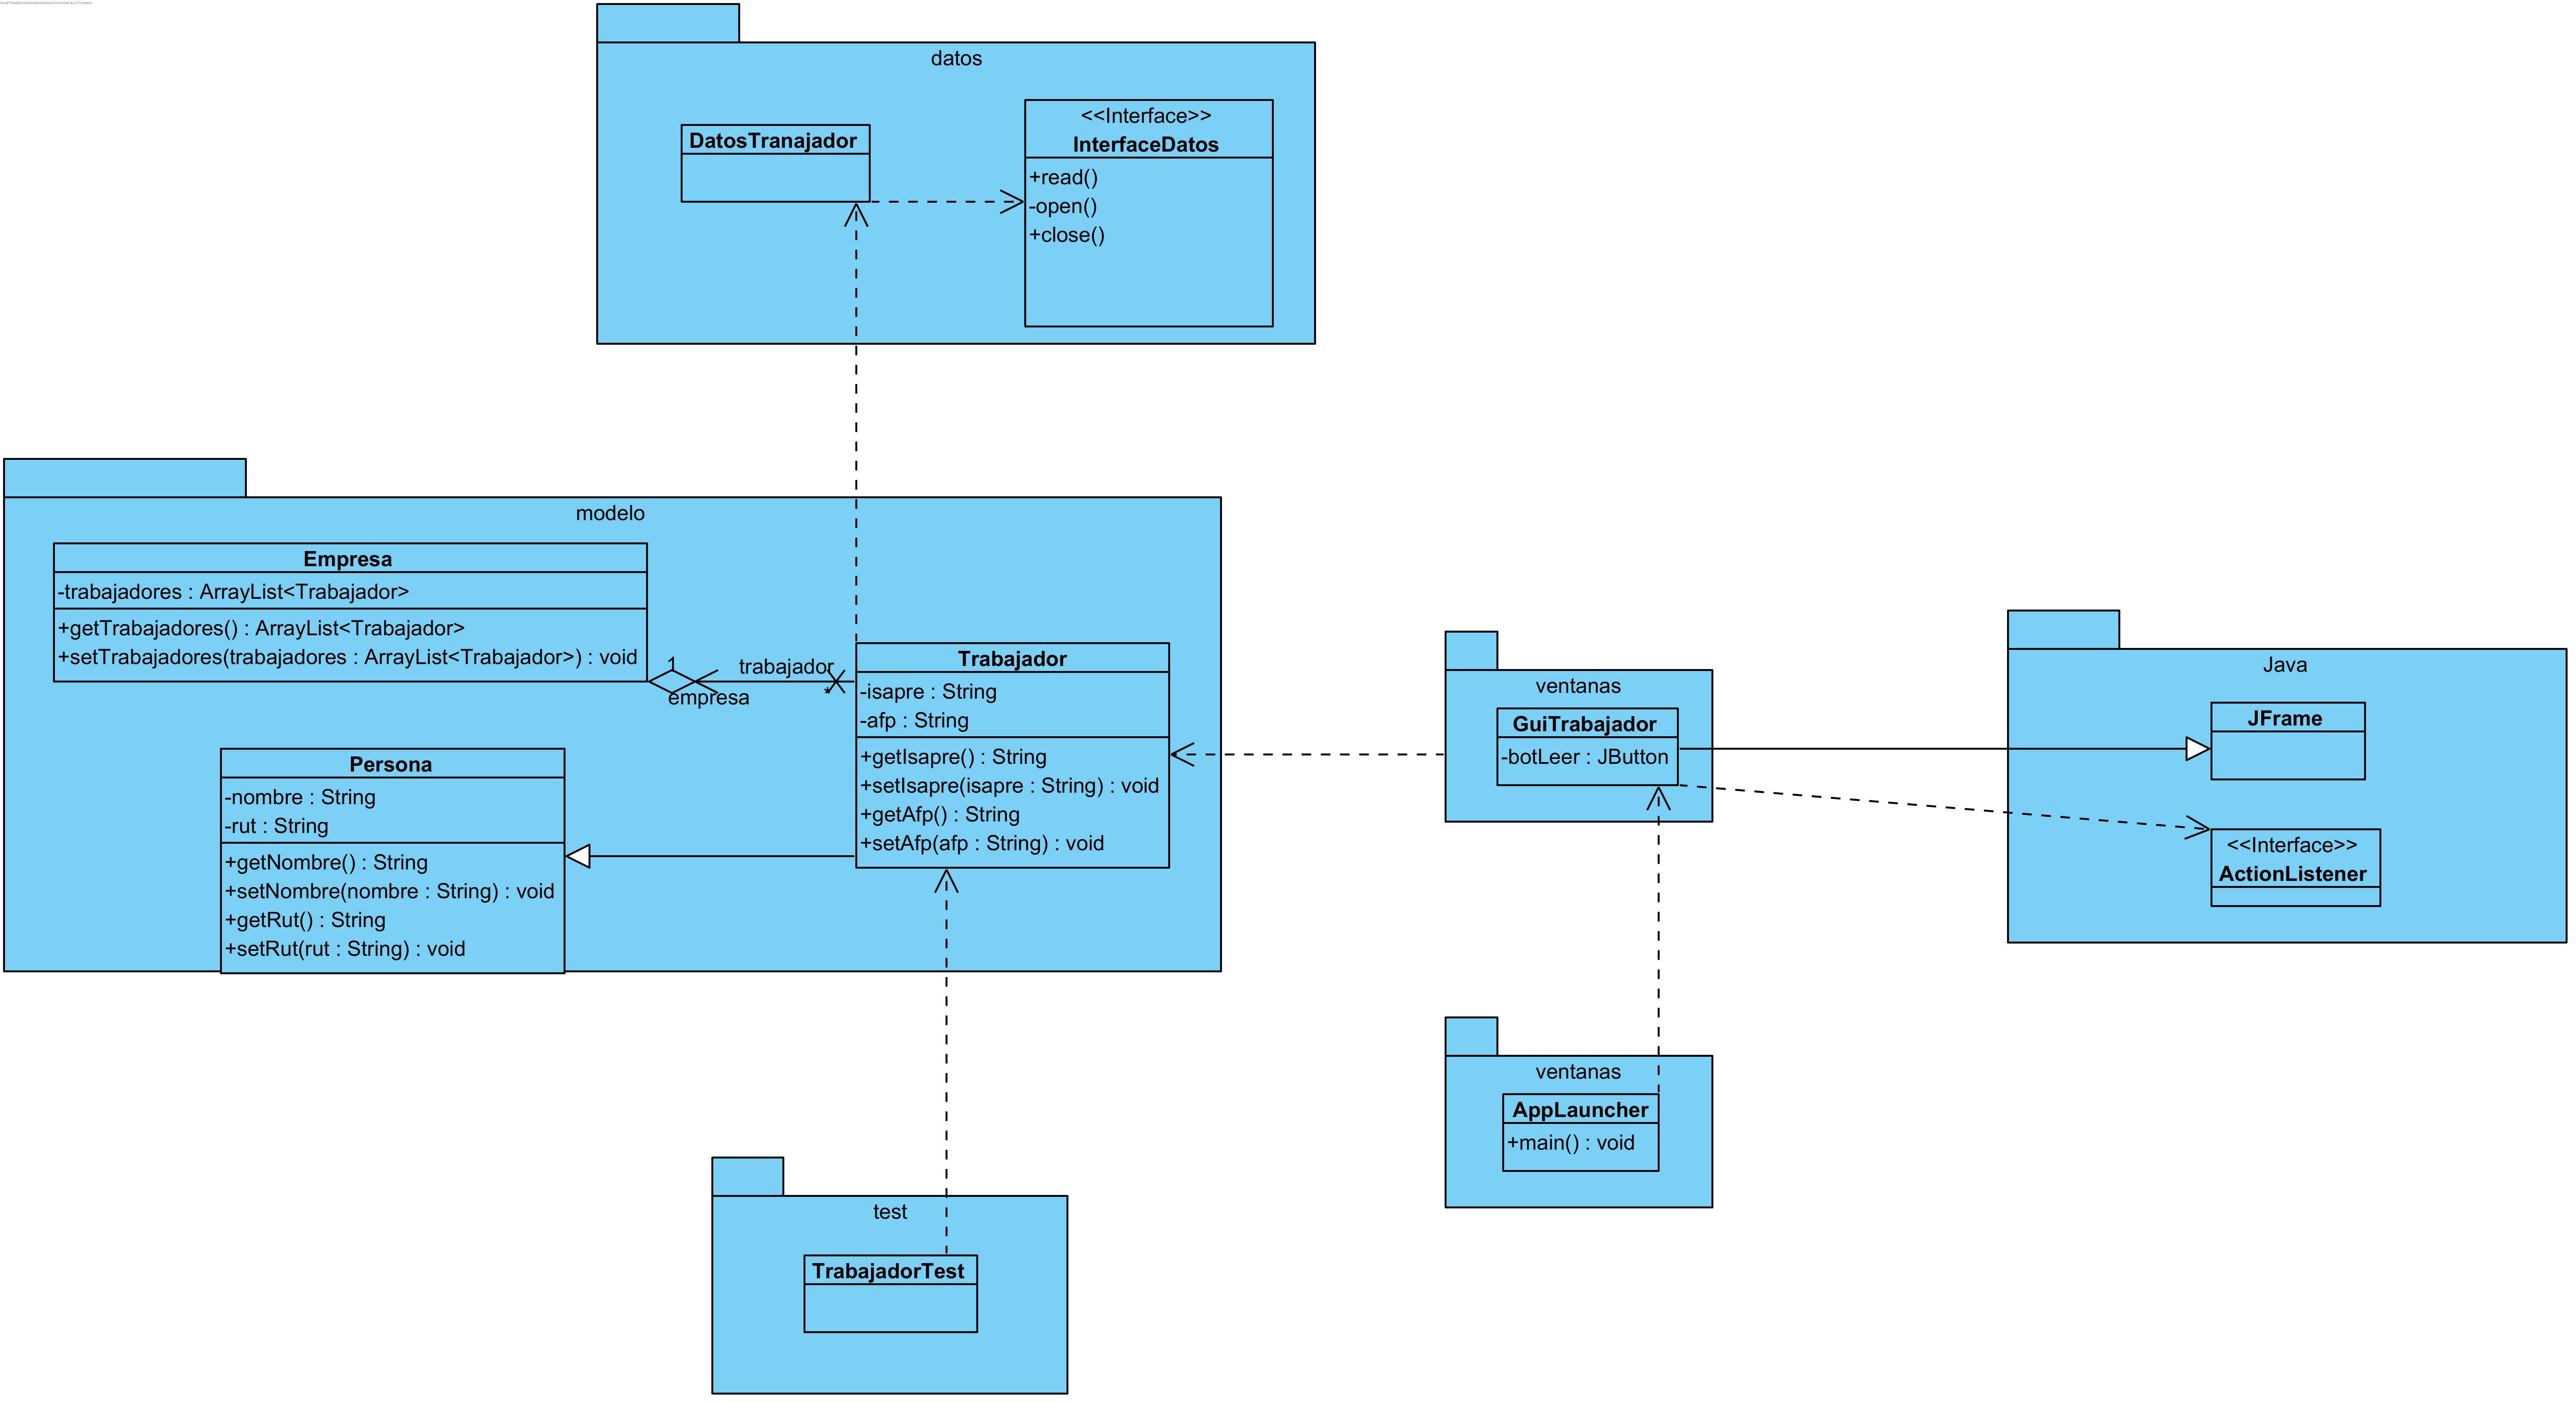 datos
DatosTranajador
<<Interface>>
InterfaceDatos
+read()
-open()
+close()
modelo
Empresa
-trabajadores : ArrayList<Trabajador>
+getTrabajadores() : ArrayList<Trabajador>
+setTrabajadores(trabajadores : ArrayList<Trabajador>) : void
1
empresa
trabajador
*
Trabajador
-isapre : String
-afp : String
+getIsapre() : String
+setIsapre(isapre : String) : void
+getAfp() : String
+setAfp(afp : String) : void
Persona
-nombre : String
-rut : String
+getNombre() : String
+setNombre(nombre : String) : void
+getRut() : String
+setRut(rut : String) : void
ventanas
GuiTrabajador
-botLeer : JButton
Java
JFrame
<<Interface>>
ActionListener
ventanas
AppLauncher
+main() : void
test
TrabajadorTest